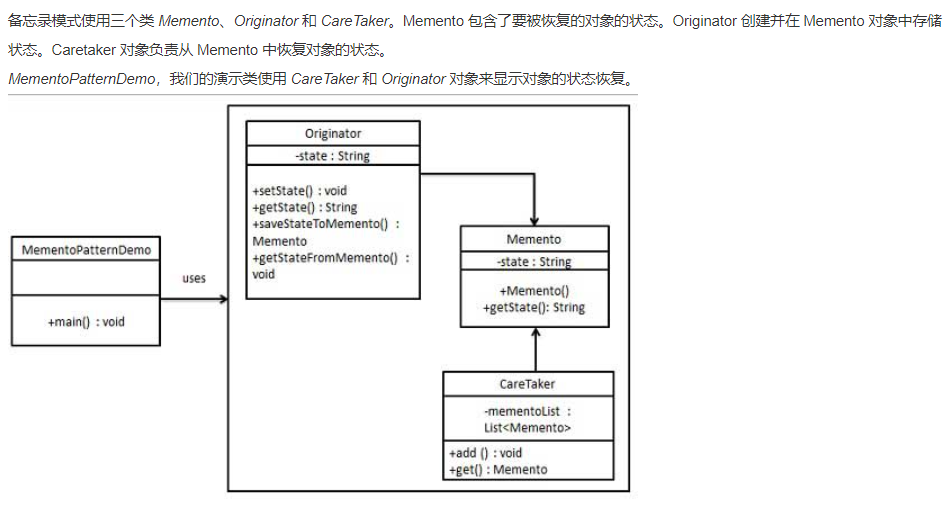 备忘录模式使用三个类 Memento、Originator 和 CareTaker。Memento 包含了要被恢复的对象的状态。Originator 创建并在 Memento 对象中存储
状态。Caretaker 对象负责从 Memento 中恢复对象的状态。
MementoPatternDemo，我们的演示类使用 CareTaker 和 Originator 对象来显示对象的状态恢复。
Originator
-state : String
+setState() : void
+getState() : String
+saveStateToMemento() :
Memento
+getStateFromMemento() :
void
MementoPatternDemo
+main() : void
uses
Memento
-state : String
+Memento()
+getState(): String
CareTaker
-mementoList :
List<Memento>
+add () : void
+get() : Memento